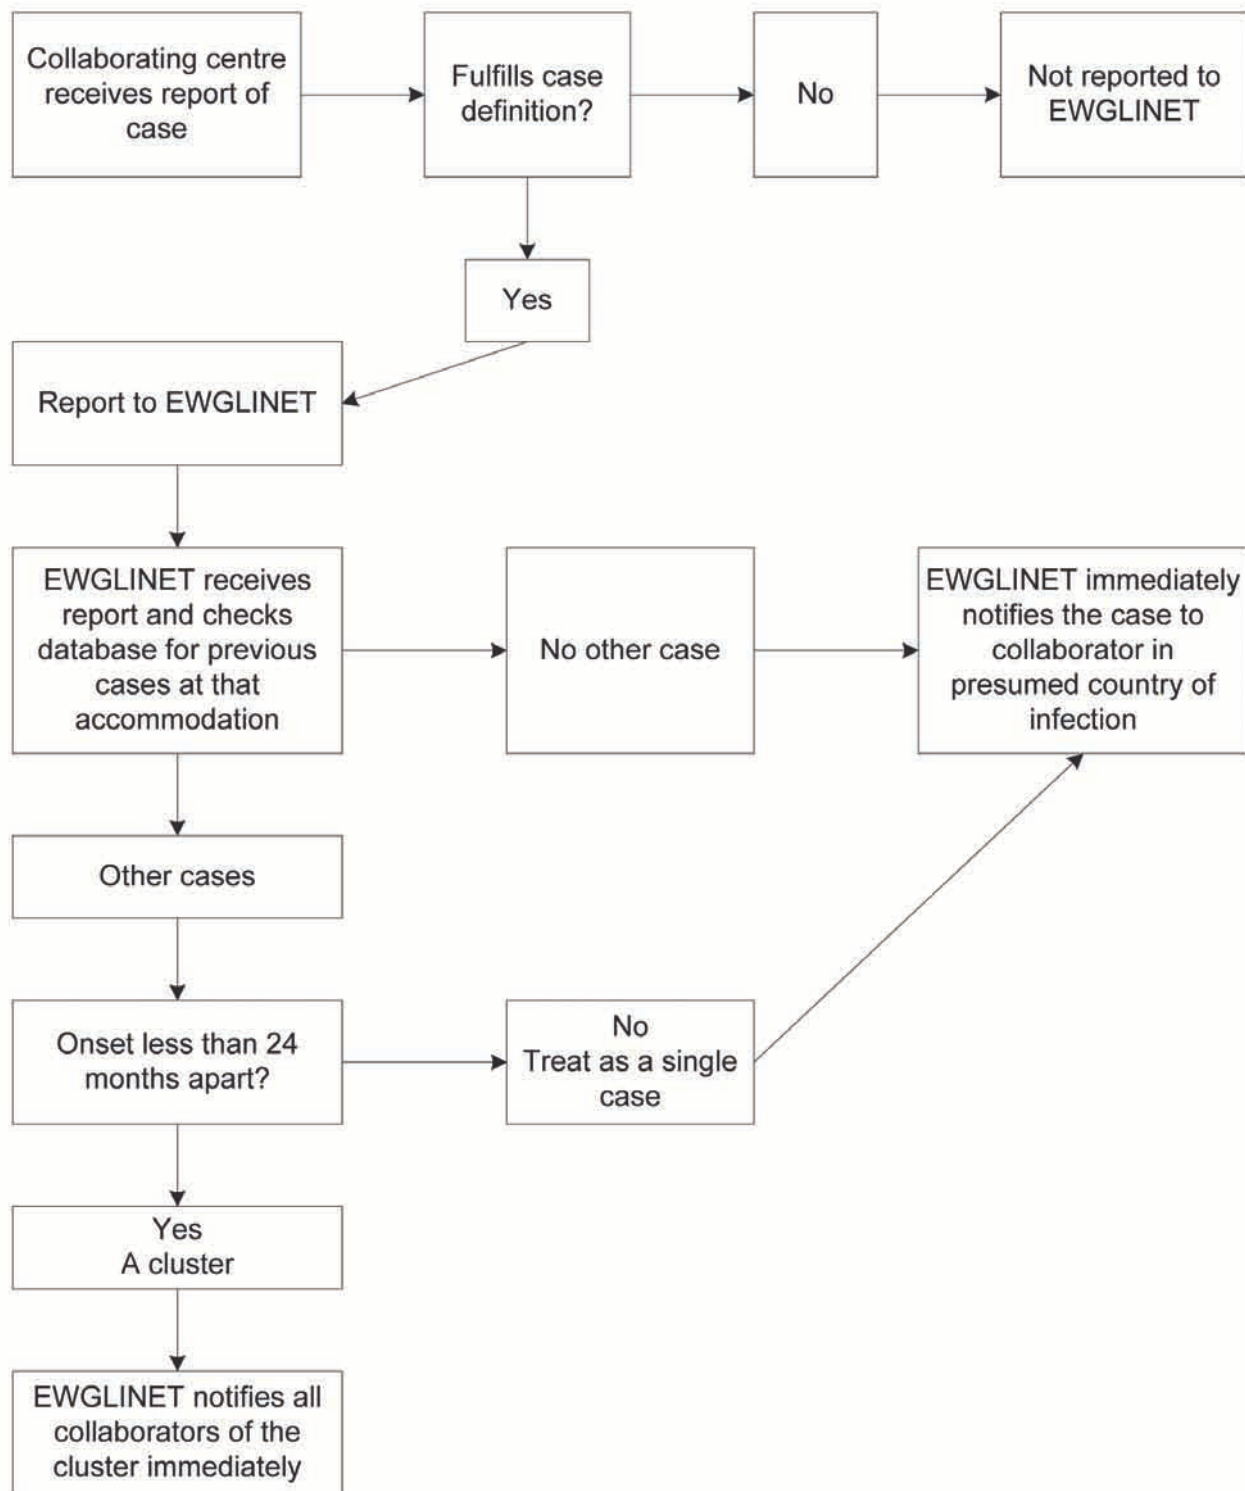 Collaborating centre
receives report of
case
Fulfills case
definition?
No
Not reported to
EWGLINET
Yes
Report to EWGLINET
EWGLINET receives
report and checks
database for previous
cases at that
accommodation
No other case
EWGLINET immediately
notifies the case to
collaborator in
presumed country of
infection
Other cases
Onset less than 24
months apart?
No
Treat as a single
case
Yes
A cluster
EWGLINET notifies all
collaborators of the
cluster immediately